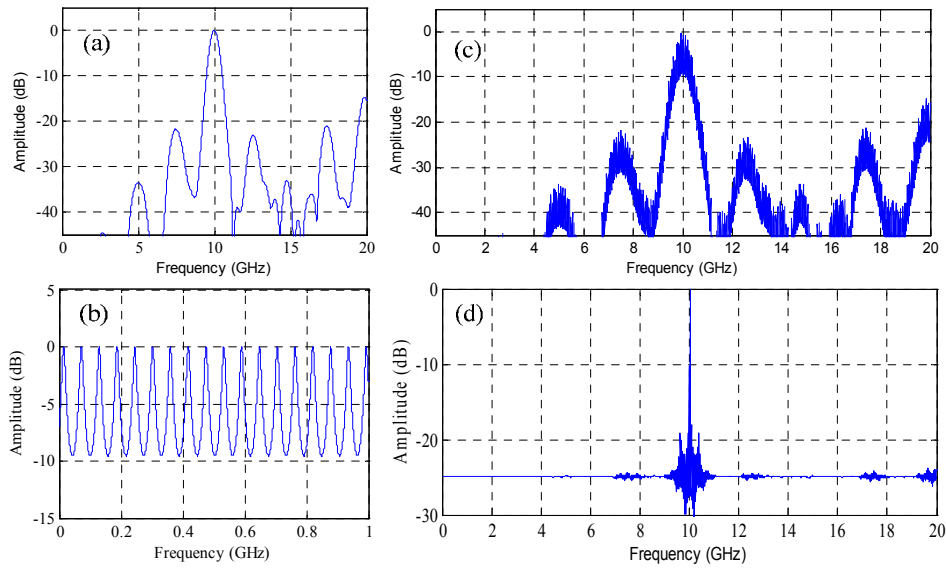 (a)
Amplitude (dB)
0
-10
-20
-30
-40
0 5 10 15 20
Frequency (GHz)
(c)
Amplitude (dB)
0
-10
-20
-30
-40
0 2 4 6 8 10 12 14 16 18 20
Frequency (GHz)
(b)
Amplitude (dB)
5
0
-5
-10
-15
0 0.2 0.4 0.6 0.8 1
Frequency (GHz)
(d)
Amplitude (dB)
0
-10
-20
-30
0 2 4 6 8 10 12 14 16 18 20
Frequency (GHz)